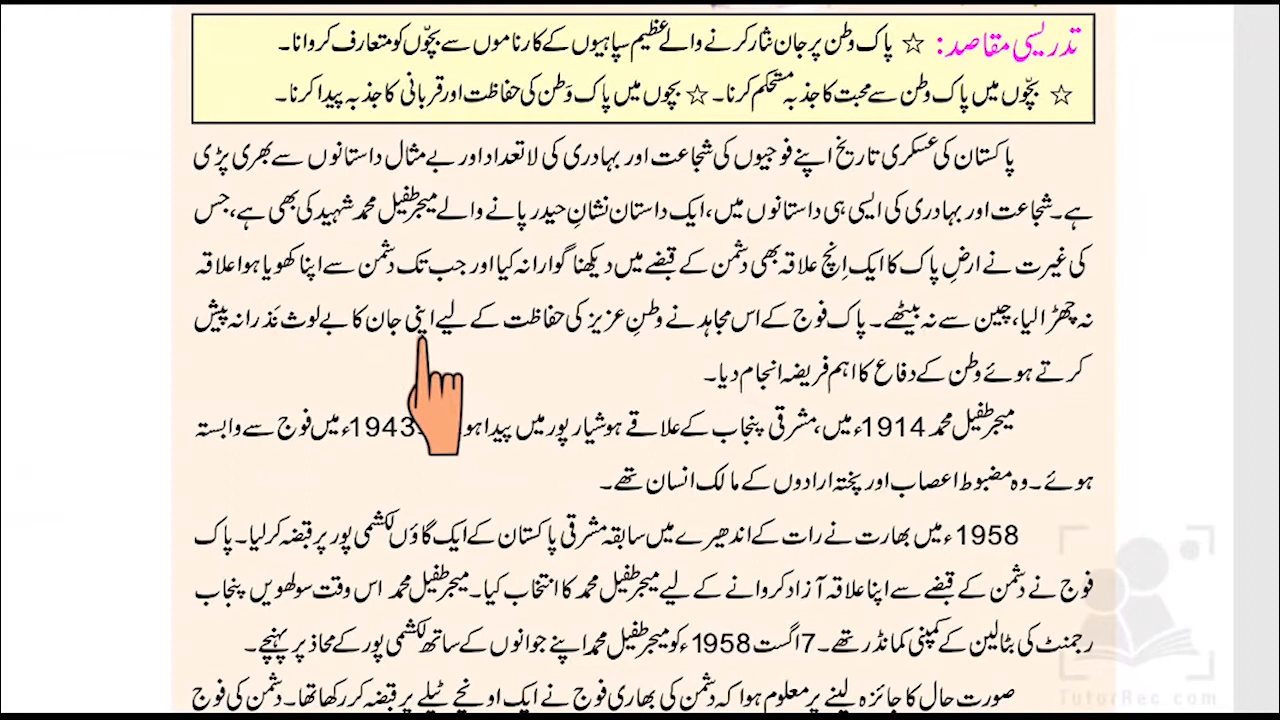 تدریسی مقاصد: ☆ پاک وطن پر جان نثار کرنے والے عظیم سپاہیوں کے کارناموں سے بچّوں کو متعارف کروانا۔
☆ بچّوں میں پاک وطن سے محبت کا جذبہ مستحکم کرنا۔ ☆ بچوں میں پاک وَطن کی حفاظت اور قربانی کا جذبہ پیدا کرنا۔
پاکستان کی عسکری تاریخ اپنے فوجیوں کی شجاعت اور بہادری کی لاتعداد اور بے مثال داستانوں سے بھری پڑی
ہے۔ شجاعت اور بہادری کی ایسی ہی داستانوں میں، ایک داستان نشانِ حیدر پانے والے میجر طفیل محمد شہید کی بھی ہے، جس
کی غیرت نے ارضِ پاک کا ایک اِنچ علاقہ بھی دشمن کے قبضے میں دیکھنا گوارا نہ کیا اور جب تک دشمن سے اپنا کھویا ہوا علاقہ
نہ چھڑا لیا، چین سے نہ بیٹھے۔ پاک فوج کے اس مجاہد نے وطنِ عزیز کی حفاظت کے لیے اپنی جان کا بے لوث نَذرانہ پیش
کرتے ہوئے وطن کے دفاع کا اہم فریضہ انجام دیا۔
میجر طفیل محمد 1914ء میں، مشرقی پنجاب کے علاقے ہوشیار پور میں پیدا ہو 1943ء میں فوج سے وابستہ
ہوئے۔ وہ مضبوط اعصاب اور پختہ ارادوں کے مالک انسان تھے۔
1958ء میں بھارت نے رات کے اندھیرے میں سابقہ مشرقی پاکستان کے ایک گاؤں لکشمی پور پر قبضہ کر لیا۔ پاک
فوج نے دشمن کے قبضے سے اپنا علاقہ آزاد کروانے کے لیے میجر طفیل محمد کا انتخاب کیا۔ میجر طفیل محمد اس وقت سولھویں پنجاب
رجمنٹ کی بٹالین کے کمپنی کمانڈر تھے۔ 7 اگست 1958ء کو میجر طفیل محمد اپنے جوانوں کے ساتھ لکشمی پور کے محاذ پر پہنچے۔
صورت حال کا جائزہ لینے پر معلوم ہوا کہ دشمن کی بھاری فوج نے ایک اونچے ٹیلے پر قبضہ کر رکھا تھا۔ دشمن کی فوج
TutorRec.com